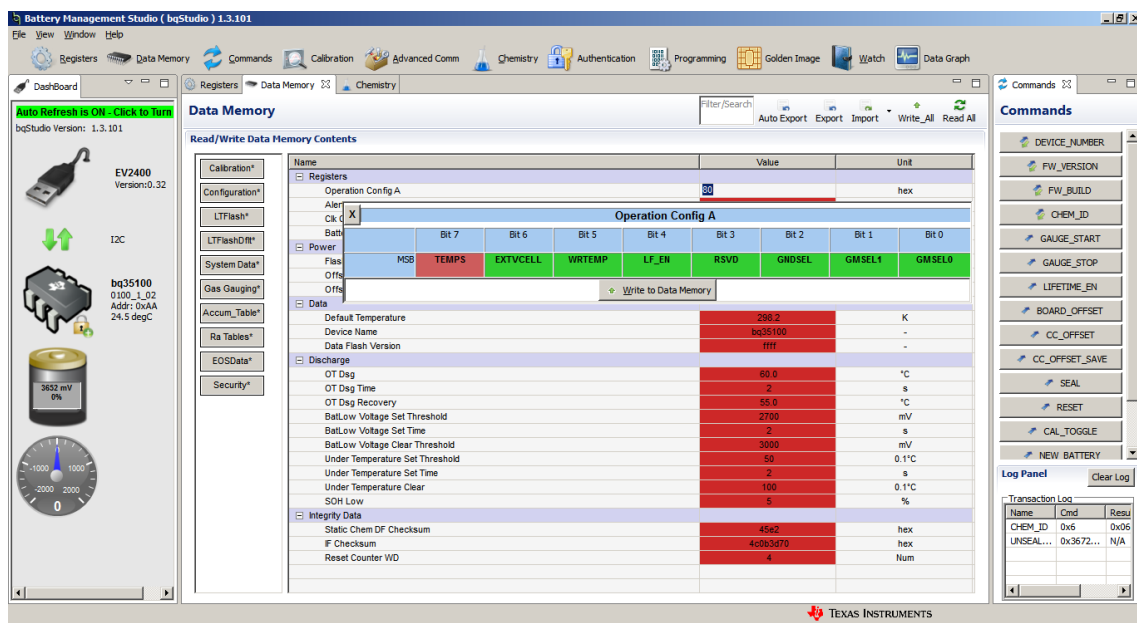 Battery Management Studio ( bqStudio ) 1.3.101
File View Window Help
Registers Data Memory Commands Calibration Advanced Comm Chemistry Authentication Programming Golden Image Watch Data Graph
DashBoard
Auto Refresh is ON - Click to Turn
bqStudio Version: 1.3.101
EV2400
Version:0.32
I2C
bq35100
0100_1_02
Addr: 0xAA
24.5 degC
3652 mV
0%
-1000 1000
-2000 2000
0
Registers Data Memory Chemistry
Data Memory
Filter/Search
Auto Export Export Import Write_All Read All
Read/Write Data Memory Contents
Calibration*
Configuration*
LTFlash*
LTFlashDflt*
System Data*
Gas Gauging*
Accum_Table*
Ra Tables*
EOSData*
Security*
Name Value Unit
Registers
Operation Config A 80 hex
X Operation Config A
Bit 7 Bit 6 Bit 5 Bit 4 Bit 3 Bit 2 Bit 1 Bit 0
MSB TEMPS EXTVCELL WRTEMP LF_EN RSVD GNDSEL GMSEL1 GMSEL0
Write to Data Memory
Power
Data
Default Temperature 298.2 K
Device Name bq35100 -
Data Flash Version ffff -
Discharge
OT Dsg 60.0 °C
OT Dsg Time 2 s
OT Dsg Recovery 55.0 °C
BatLow Voltage Set Threshold 2700 mV
BatLow Voltage Set Time 2 s
BatLow Voltage Clear Threshold 3000 mV
Under Temperature Set Threshold 50 0.1°C
Under Temperature Set Time 2 s
Under Temperature Clear 100 0.1°C
SOH Low 5 %
Integrity Data
Static Chem DF Checksum 45e2 hex
IF Checksum 4c0b3d70 hex
Reset Counter WD 4 Num
Commands
Commands
DEVICE_NUMBER
FW_VERSION
FW_BUILD
CHEM_ID
GAUGE_START
GAUGE_STOP
LIFETIME_EN
BOARD_OFFSET
CC_OFFSET
CC_OFFSET_SAVE
SEAL
RESET
CAL_TOGGLE
NEW BATTERY
Log Panel
Clear Log
Transaction Log
Name Cmd Resu
CHEM_ID 0x6 0x06
UNSEAL... 0x3672... N/A
TEXAS INSTRUMENTS